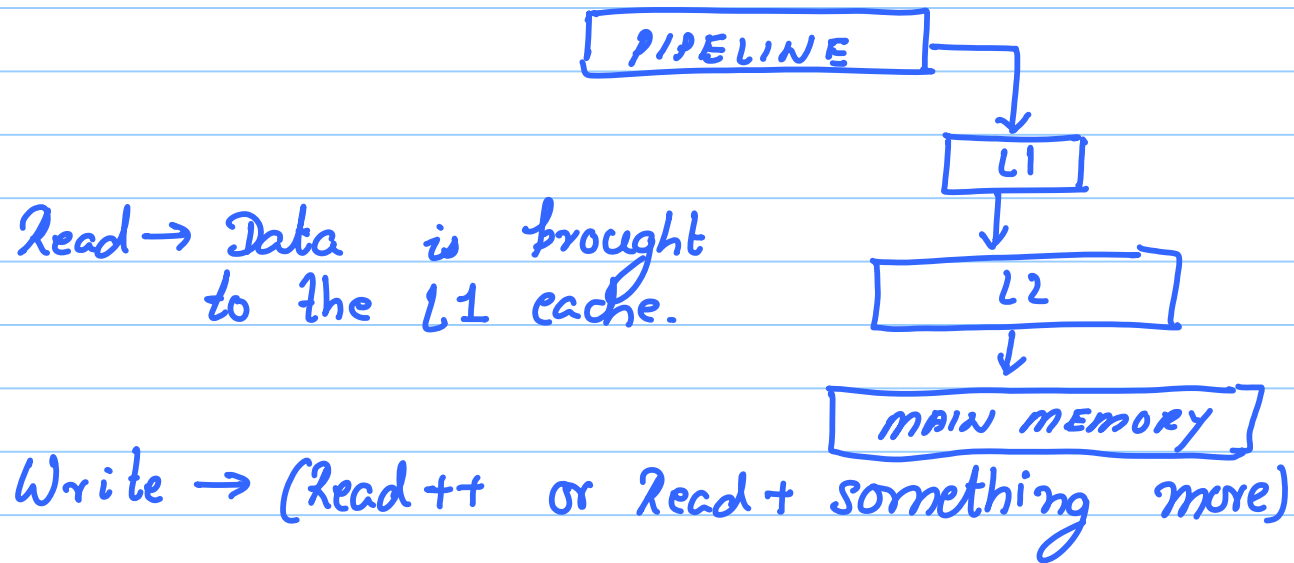 PIPELINE
L1
Read → Data is brought
to the L1 cache.
L2
MAIN MEMORY
Write → (Read++ or Read+ something more)